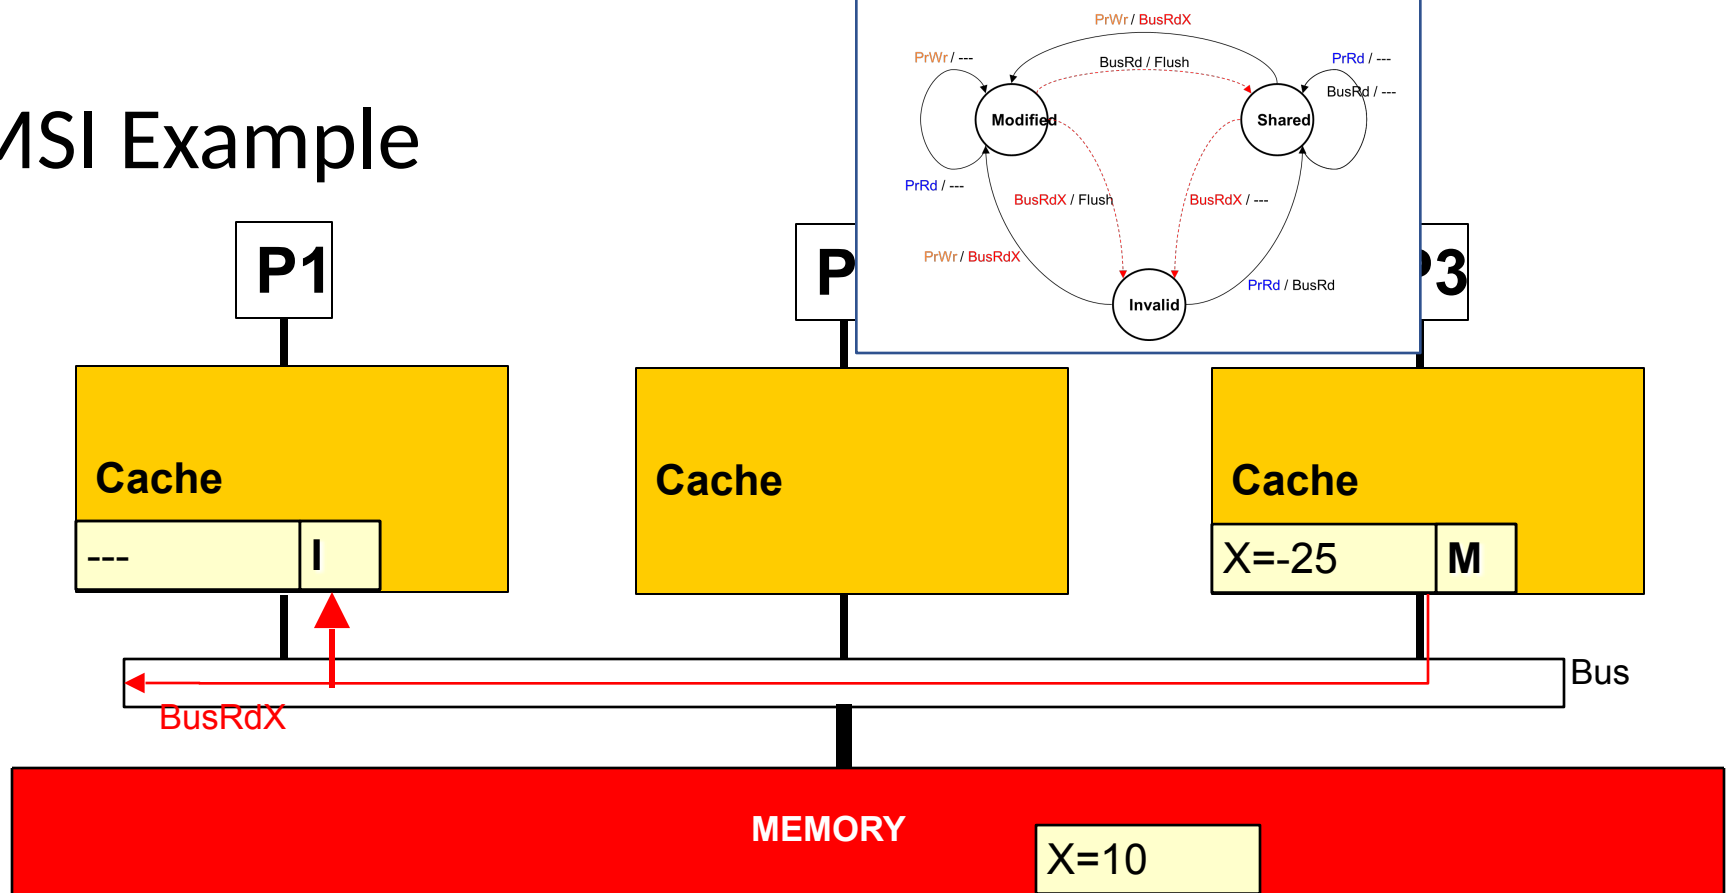 PrWr / BusRdX
PrWr / ---
BusRd / Flush
PrRd / ---
BusRd / ---
Modified
Shared
MSI Example
PrRd / ---
BusRdX / Flush
BusRdX / ---
PrWr / BusRdX
PrRd / BusRd
Invalid
P1
P
P3
Cache
Cache
Cache
---
I
X=-25
M
Bus
BusRdX
MEMORY
X=10